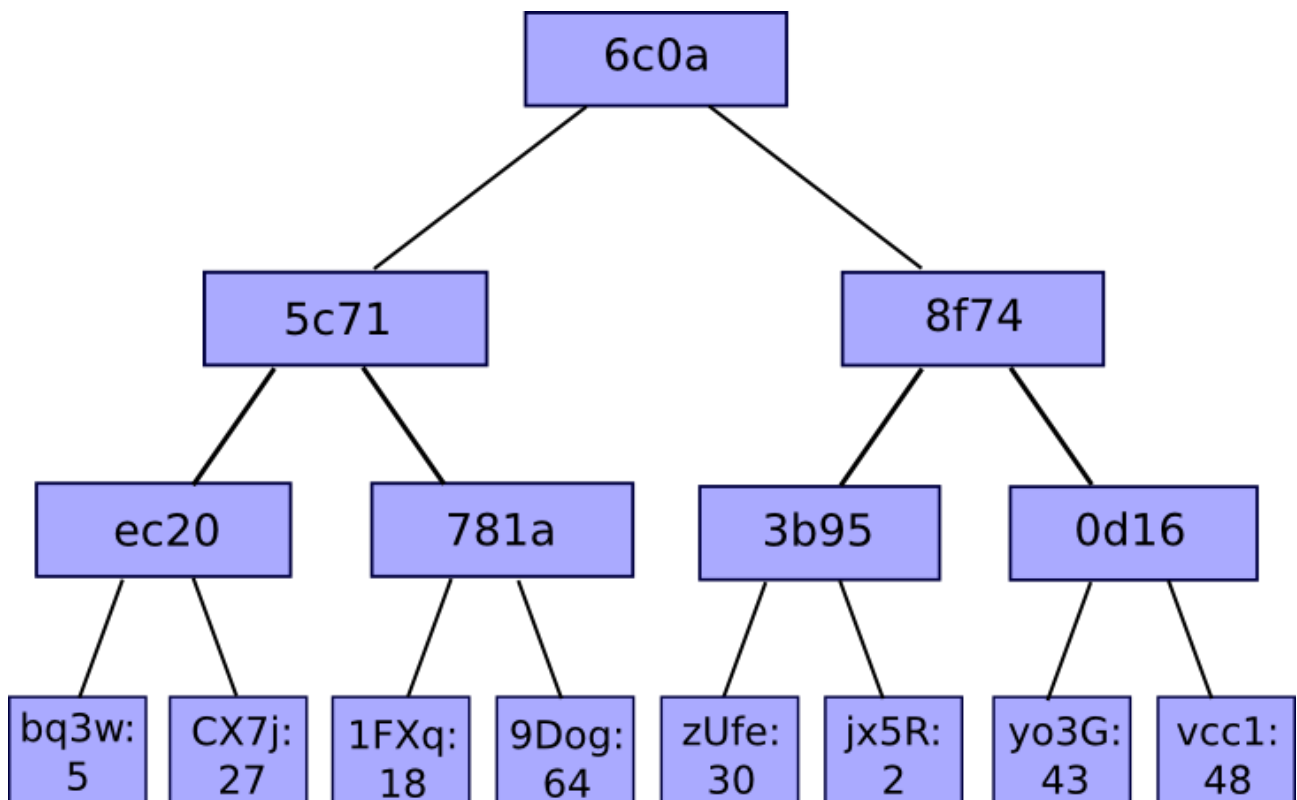 6c0a
5c71
8f74
ec20
781a
3b95
0d16
bq3w:
5
CX7j:
27
1FXq:
18
9Dog:
64
zUfe:
30
jx5R:
2
yo3G:
43
vcc1:
48